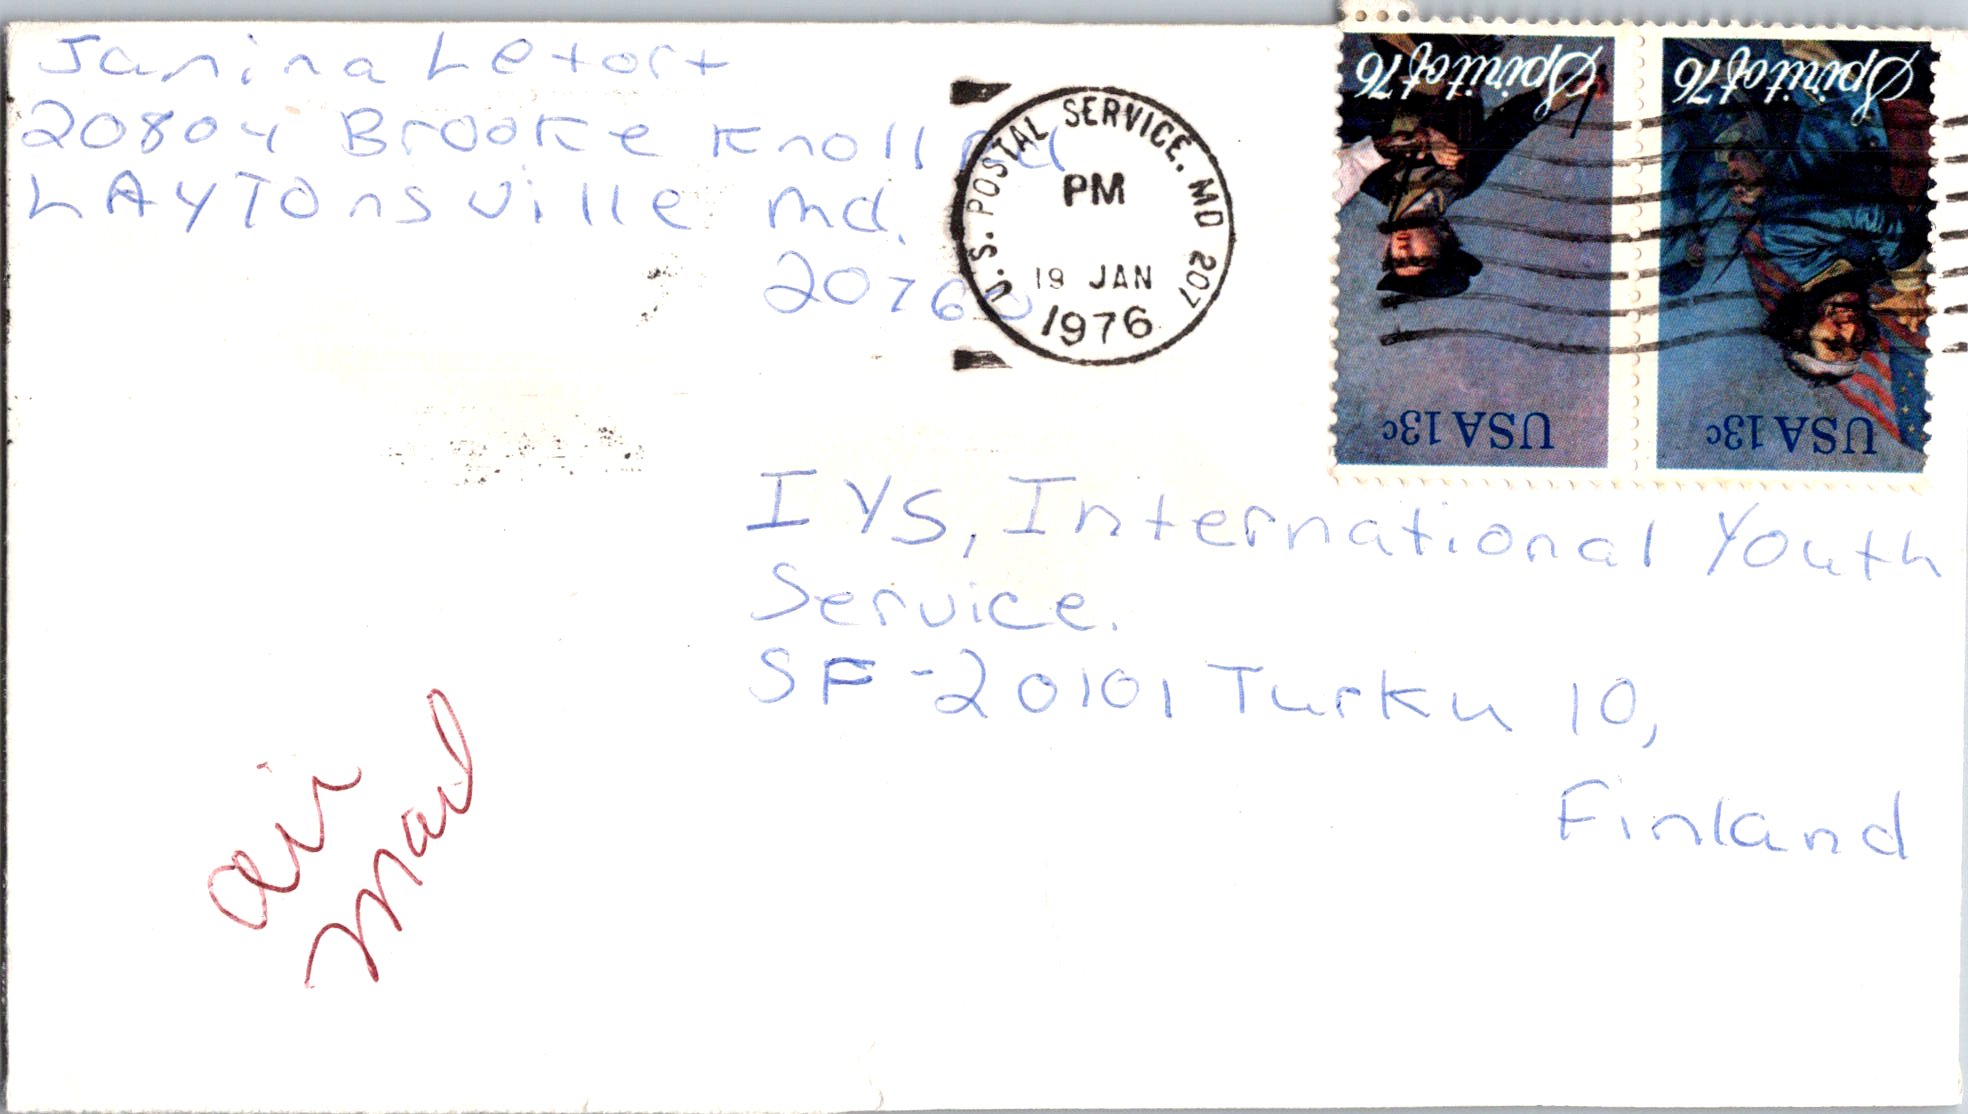 Janina Letort
20804 Brooke Knoll Rd
LAYTONSville Md.
20760
U.S. POSTAL SERVICE. MD 207
PM
19 JAN
1976
Spirit of 76
USA 13c
Spirit of 76
USA 13c
IYS, International Youth
Service.
SF-20101 Turku 10,
Finland
air
mail